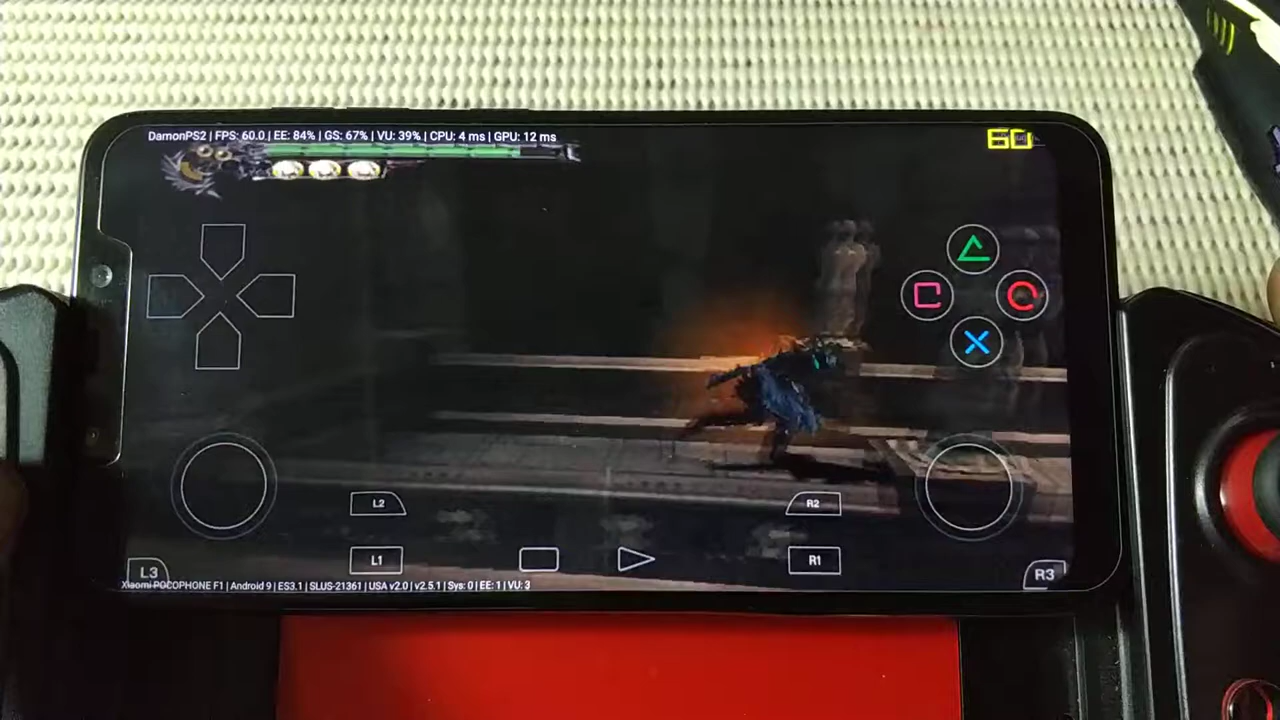 DamonPS2 | FPS: 60.0 | EE: 84% | GS: 67% | VU: 39% | CPU: 4 ms | GPU: 12 ms
60
L2
R2
L1
R1
L3
R3
Xiaomi POCOPHONE F1 | Android 9 | ES3.1 | SLUS-21361 | USA v2.0 | v2.5.1 | Sys: 0 | EE: 1 | VU: 3